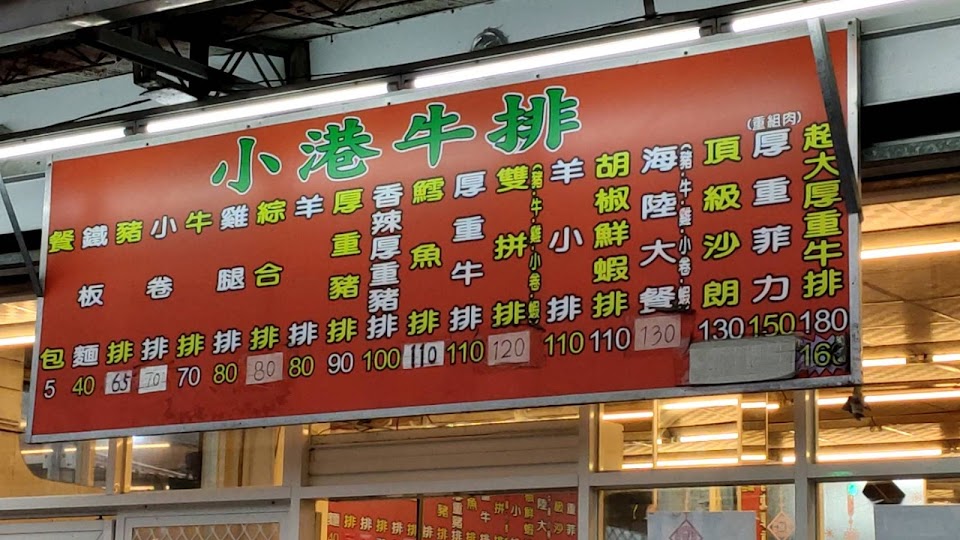 小港牛排
餐包 5
鐵板麵 40
豬排 65
小卷排 70
牛排 70
雞腿排 80
綜合排 80
羊排 80
厚重豬排 90
香辣厚重豬排 100
鱈魚排 110
厚重牛排 110
雙拼排 120
(豬·牛·雞·小卷·蝦)
羊小排 110
胡椒鮮蝦排 110
海陸大餐 130
(豬·牛·雞·小卷·蝦)
頂級沙朗 130
(重組肉)
厚重菲力 150
超大厚重牛排 180